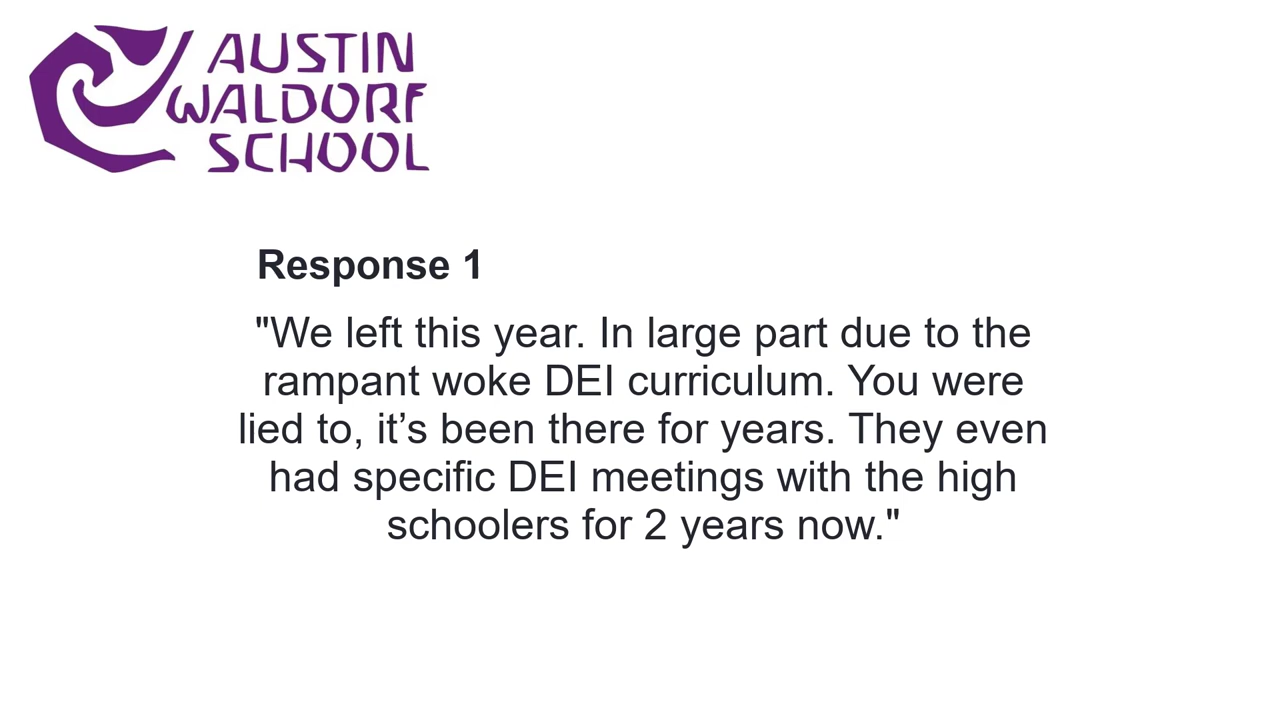 AUSTIN
WALDORF
SCHOOL
Response 1
"We left this year. In large part due to the
rampant woke DEI curriculum. You were
lied to, it’s been there for years. They even
had specific DEI meetings with the high
schoolers for 2 years now."